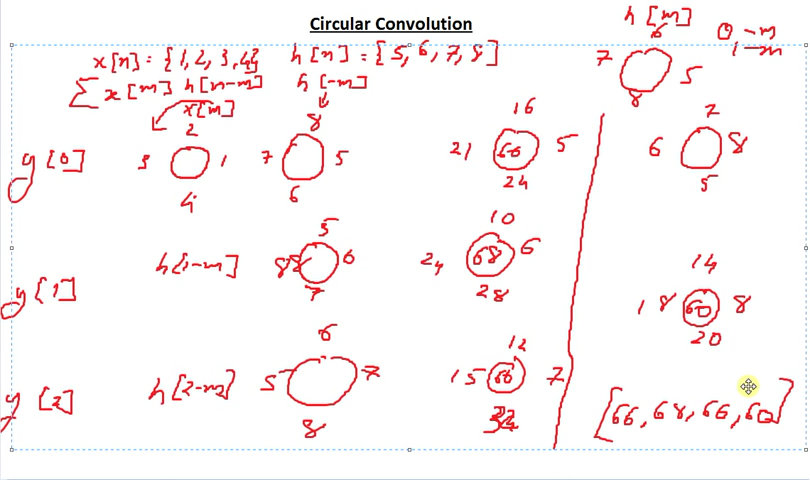 Circular Convolution
x[n] = {1, 2, 3, 4}
h[n] = {5, 6, 7, 8}
h[m]
0-m
1-m
6
7
5
8
∑ x[m] h[n-m]
h[-m]
x[m]
y[0]
2
3
1
4
8
7
5
6
16
21
66
5
24
7
6
8
5
y[1]
h[1-m]
5
8
6
7
10
24
68
6
28
14
18
60
8
20
y[2]
h[2-m]
6
5
7
8
12
15
66
7
32
[66, 68, 66, 60]